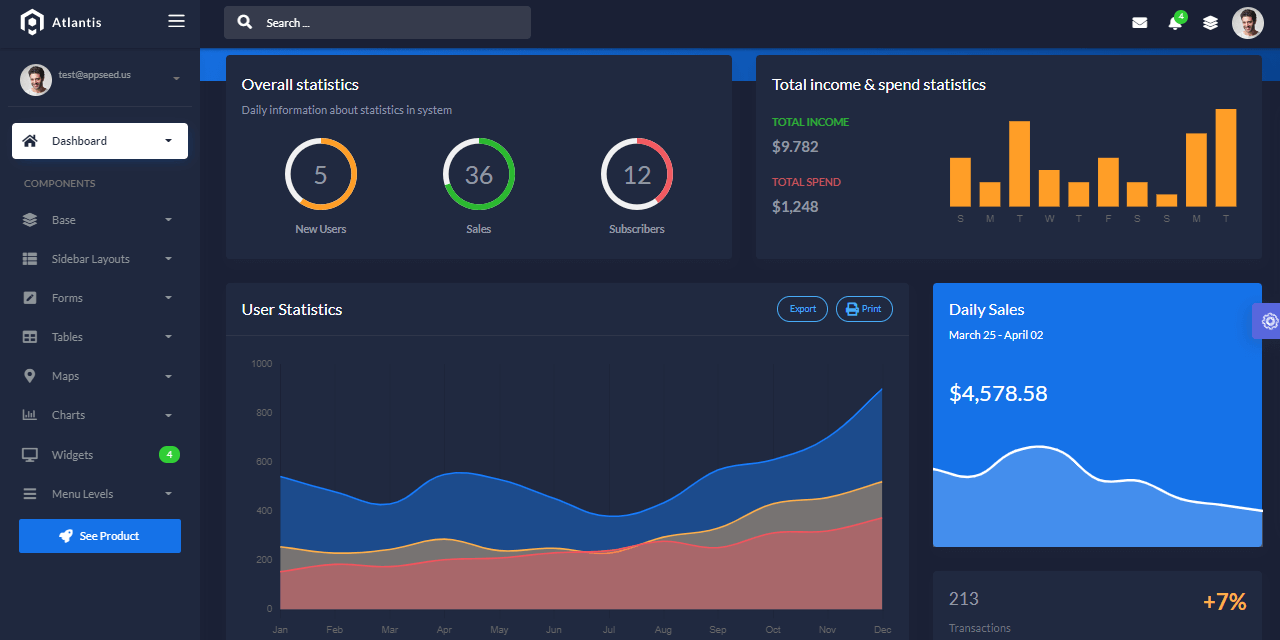 Atlantis
Search ...
4
test@appseed.us
Dashboard
COMPONENTS
Base
Sidebar Layouts
Forms
Tables
Maps
Charts
Widgets 4
Menu Levels
See Product
Overall statistics
Daily information about statistics in system
5 36 12
New Users Sales Subscribers
Total income & spend statistics
TOTAL INCOME
$9.782
TOTAL SPEND
$1,248
S M T W T F S S M T
User Statistics Export Print
1000
800
600
400
200
0
Jan Feb Mar Apr May Jun Jul Aug Sep Oct Nov Dec
Daily Sales
March 25 - April 02
$4,578.58
213 +7%
Transactions